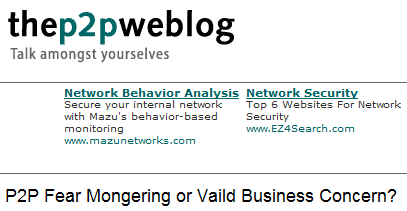 thep2pweblog
Talk amongst yourselves
Network Behavior Analysis
Secure your internal network
with Mazu's behavior-based
monitoring
www.mazunetworks.com
Network Security
Top 6 Websites For Network
Security
www.EZ4Search.com
P2P Fear Mongering or Vaild Business Concern?